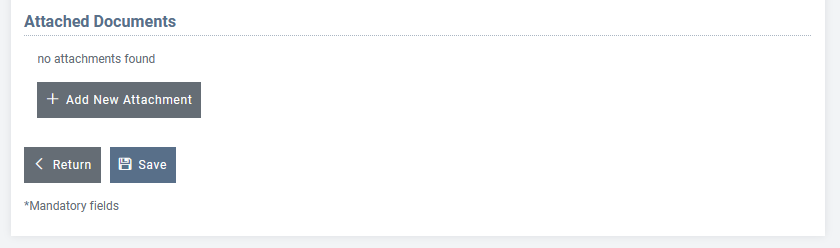 Attached Documents
no attachments found
Add New Attachment
Return Save
*Mandatory fields